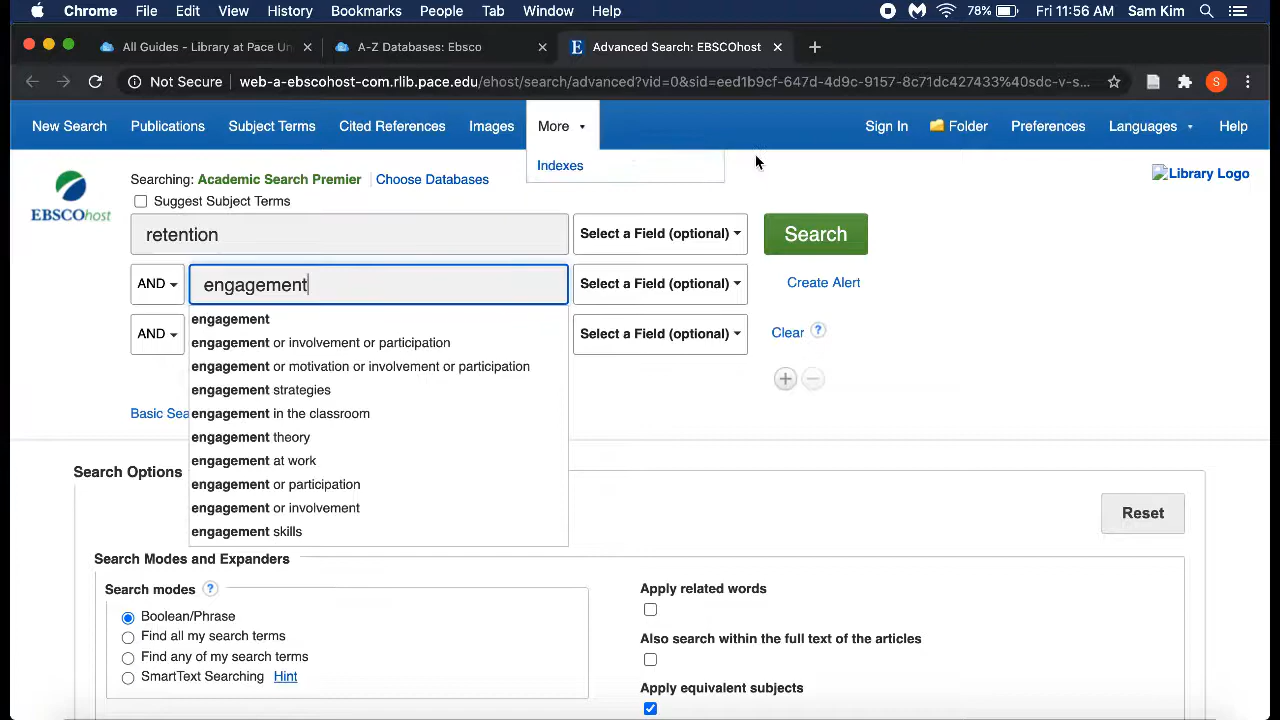 Chrome File Edit View History Bookmarks People Tab Window Help 78% Fri 11:56 AM Sam Kim
All Guides - Library at Pace Un A-Z Databases: Ebsco Advanced Search: EBSCOhost
Not Secure web-a-ebscohost-com.rlib.pace.edu/ehost/search/advanced?vid=0&sid=eed1b9cf-647d-4d9c-9157-8c71dc427433%40sdc-v-s... S
New Search Publications Subject Terms Cited References Images More Sign In Folder Preferences Languages Help
Indexes
Searching: Academic Search Premier Choose Databases
Library Logo
Suggest Subject Terms
EBSCOhost
retention Select a Field (optional) Search
AND engagement Select a Field (optional) Create Alert
engagement
AND Select a Field (optional) Clear ?
engagement or involvement or participation
engagement or motivation or involvement or participation
engagement strategies
Basic Sea engagement in the classroom
engagement theory
engagement at work
Search Options
engagement or participation
engagement or involvement
Reset
engagement skills
Search Modes and Expanders
Search modes ?
Boolean/Phrase
Find all my search terms
Find any of my search terms
SmartText Searching Hint
Apply related words
Also search within the full text of the articles
Apply equivalent subjects